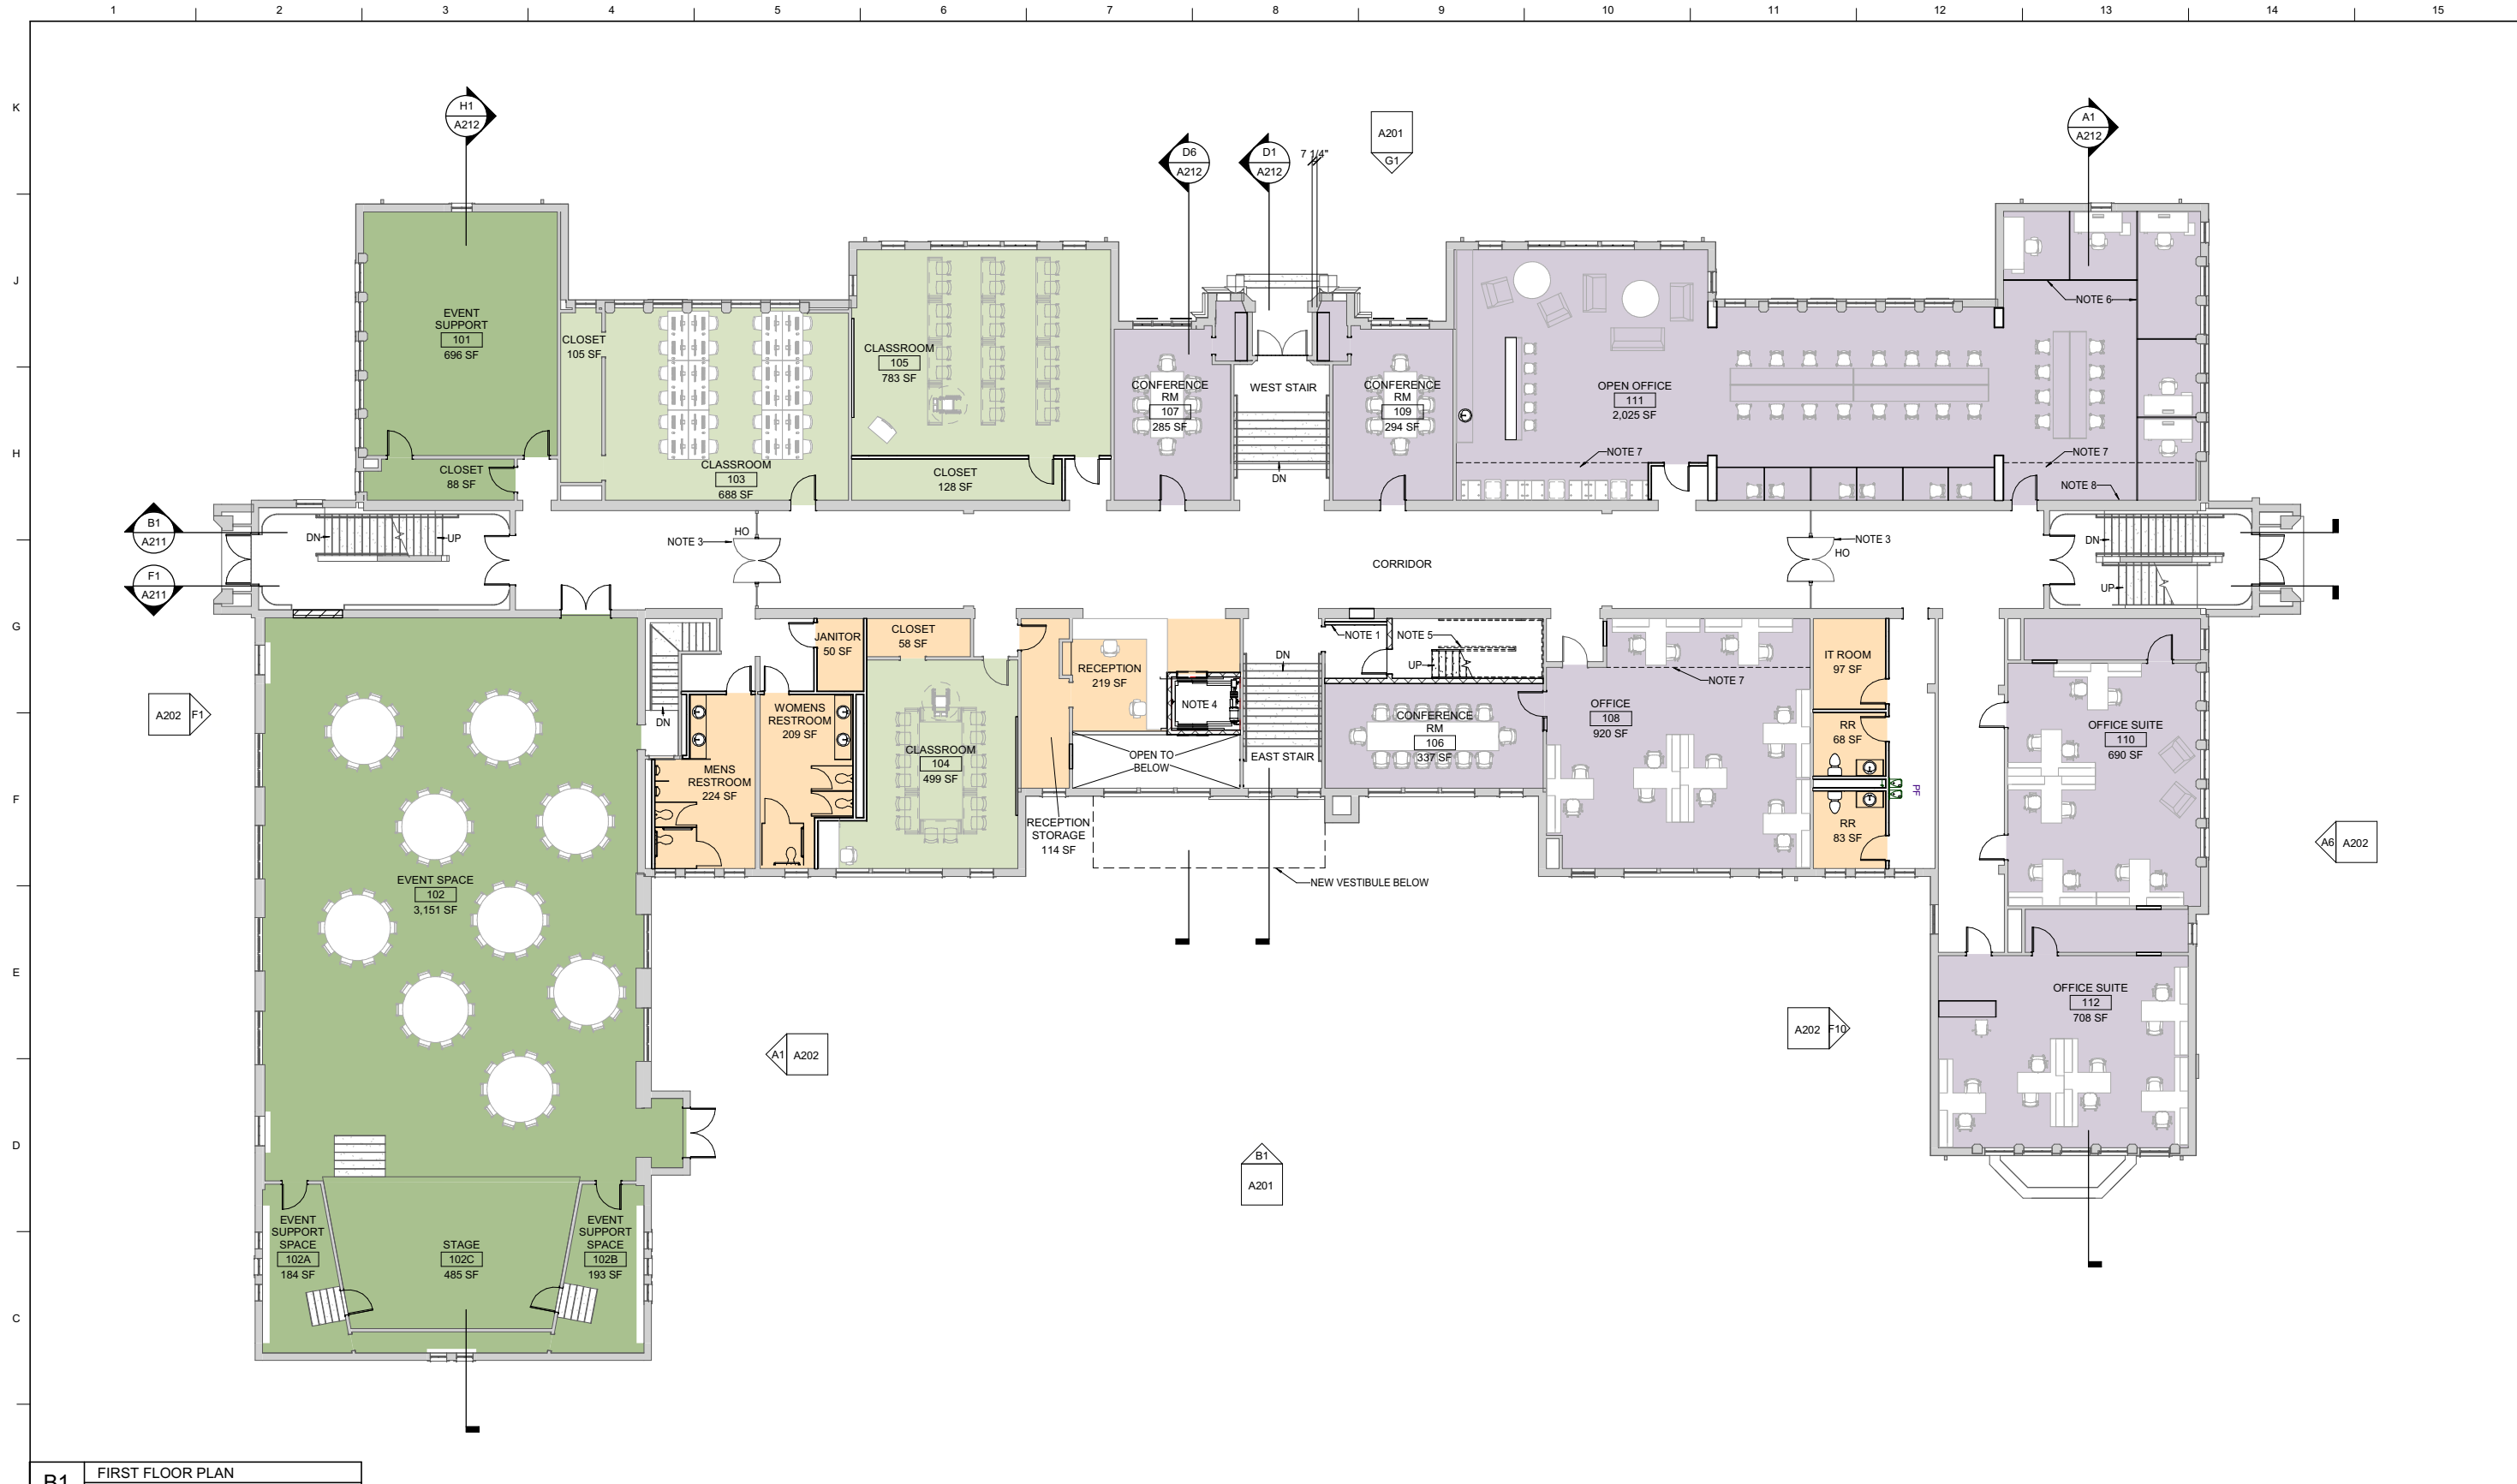 1 2 3 4 5 6 7 8 9 10 11 12 13 14 15
K
H1
A212
D6
A212
D1
A212
7 1/4"
A201
G1
A1
A212
J
EVENT
SUPPORT
101
696 SF
CLOSET
105 SF
CLASSROOM
105
783 SF
CONFERENCE
RM
107
285 SF
WEST STAIR
CONFERENCE
RM
109
294 SF
OPEN OFFICE
111
2,025 SF
NOTE 6
H
CLOSET
88 SF
CLASSROOM
103
688 SF
CLOSET
128 SF
DN
NOTE 7
NOTE 7
NOTE 8
B1
A211
F1
A211
DN
UP
NOTE 3
HO
CORRIDOR
NOTE 3
HO
DN
UP
G
JANITOR
50 SF
CLOSET
58 SF
RECEPTION
219 SF
DN
NOTE 1
NOTE 5
UP
NOTE 7
IT ROOM
97 SF
A202
F1
DN
WOMENS
RESTROOM
209 SF
NOTE 4
CONFERENCE
RM
106
337 SF
OFFICE
108
920 SF
RR
68 SF
OFFICE SUITE
110
690 SF
MENS
RESTROOM
224 SF
CLASSROOM
104
499 SF
OPEN TO
BELOW
EAST STAIR
F
PF
RECEPTION
STORAGE
114 SF
RR
83 SF
A6
A202
EVENT SPACE
102
3,151 SF
NEW VESTIBULE BELOW
E
OFFICE SUITE
112
708 SF
A1
A202
A202
F10
D
B1
A201
EVENT
SUPPORT
SPACE
102A
184 SF
STAGE
102C
485 SF
EVENT
SUPPORT
SPACE
102B
193 SF
C
B1
FIRST FLOOR PLAN